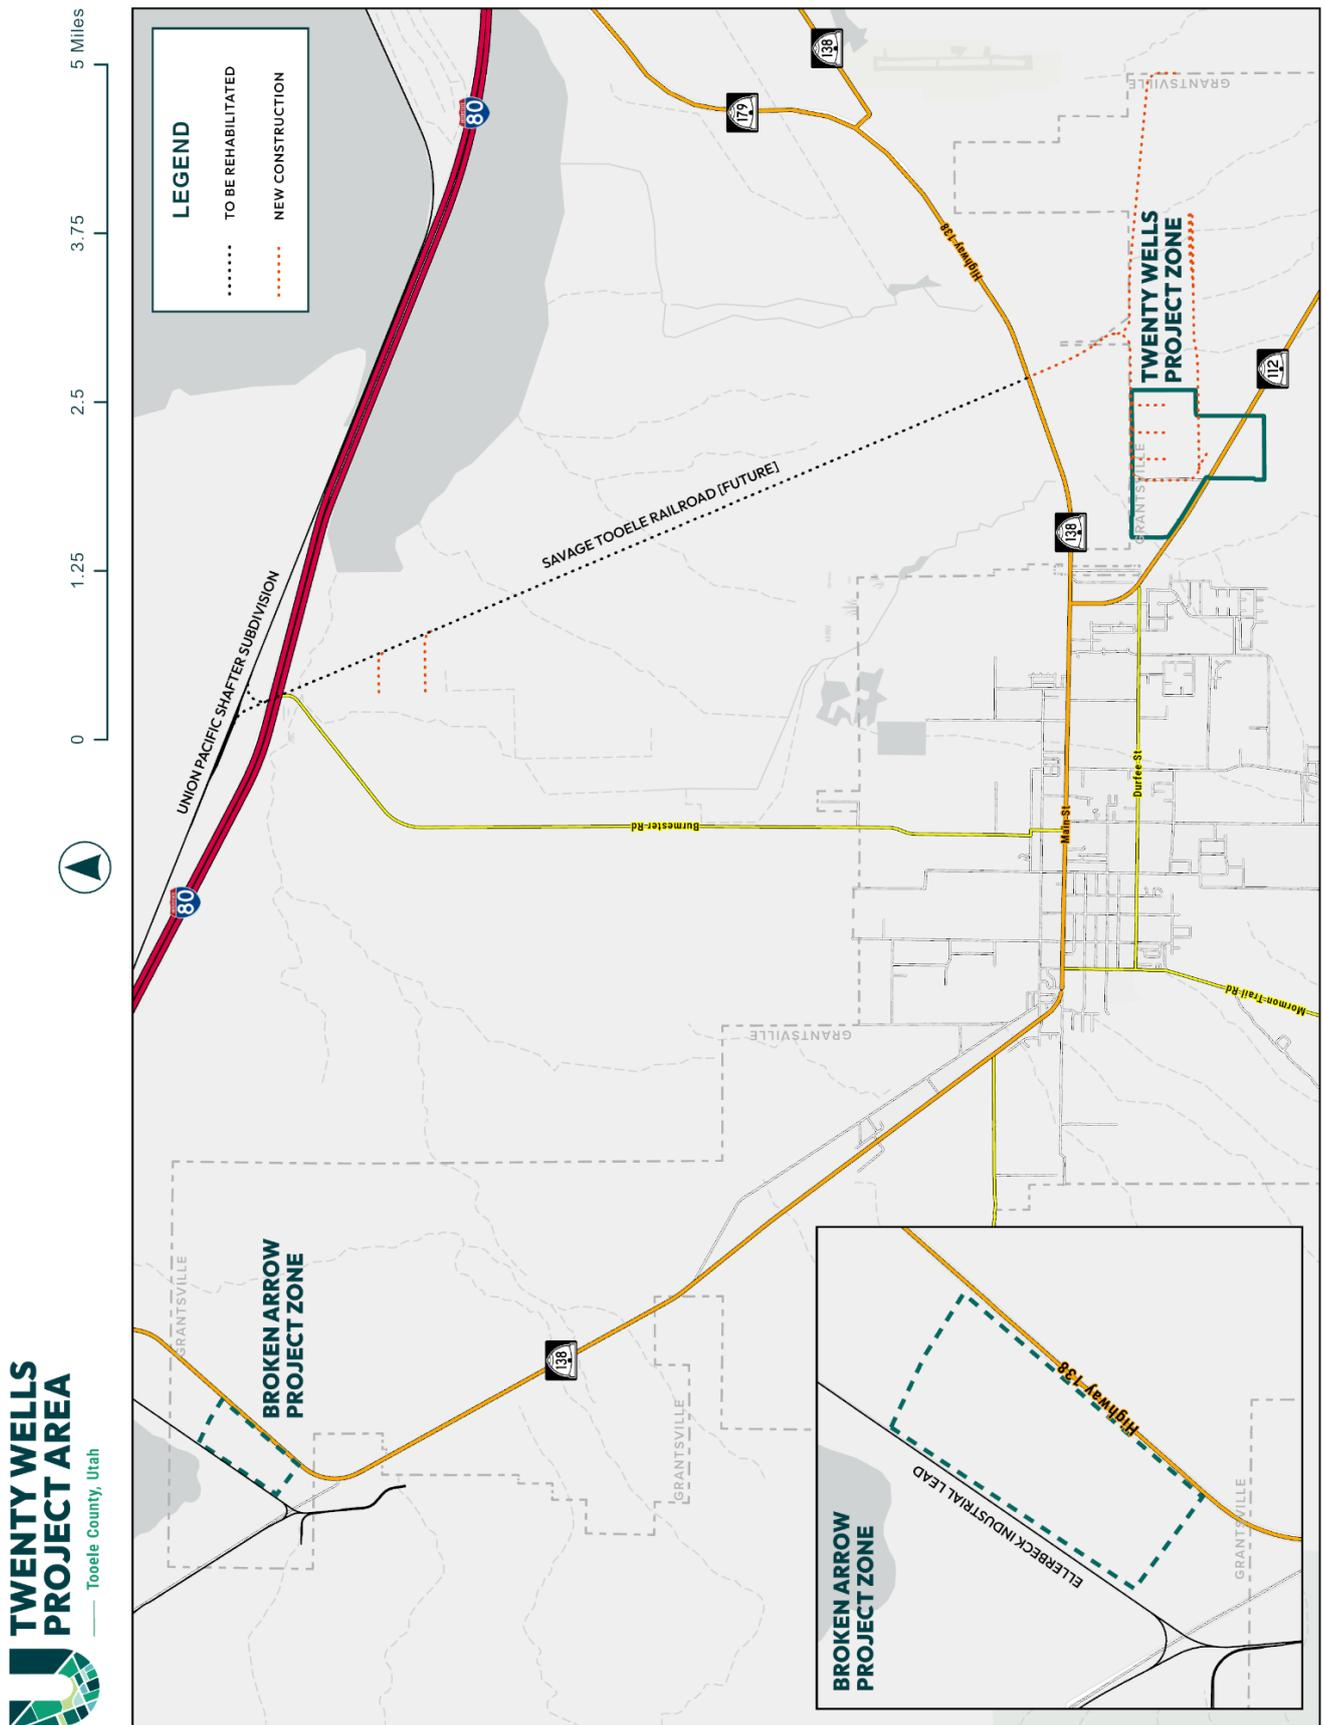 TWENTY WELLS
PROJECT AREA
Tooele County, Utah
0
1.25
2.5
3.75
5 Miles
LEGEND
TO BE REHABILITATED
NEW CONSTRUCTION
80
UNION PACIFIC SHAFTER SUBDIVISION
80
GRANTSVILLE
BROKEN ARROW
PROJECT ZONE
138
GRANTSVILLE
GRANTSVILLE
Burmester Rd
SAVAGE TOOELE RAILROAD [FUTURE]
179
138
Highway 138
138
Main St
Durfee St
Mormon Trail Rd
GRANTSVILLE
TWENTY WELLS
PROJECT ZONE
112
GRANTSVILLE
BROKEN ARROW
PROJECT ZONE
ELLERBECK INDUSTRIAL LEAD
Highway 138
GRANTSVILLE